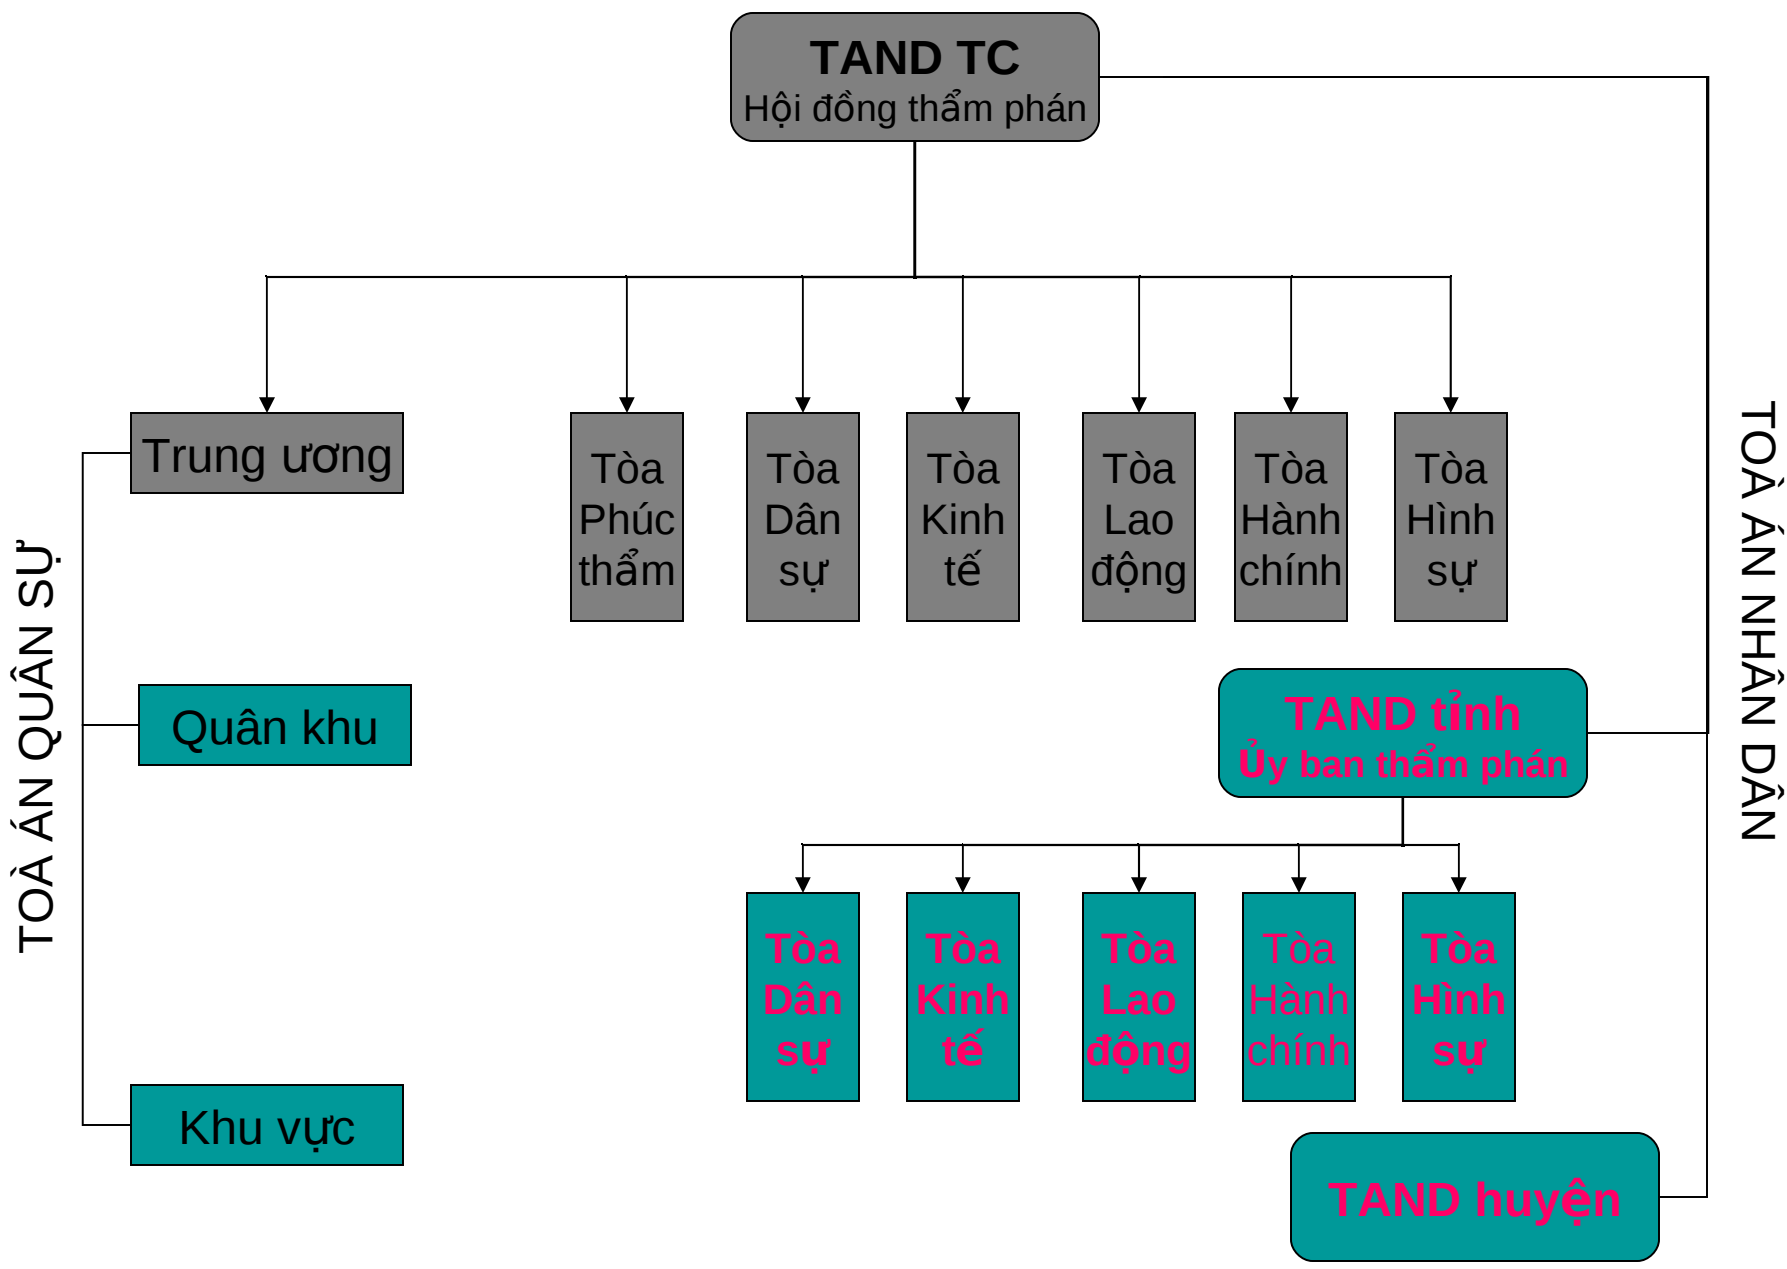 TAND TC
Hội đồng thẩm phán
Trung ương
Tòa
Phúc
thẩm
Tòa
Dân
sự
Tòa
Kinh
tế
Tòa
Lao
động
Tòa
Hành
chính
Tòa
Hình
sự
TOÀ ÁN QUÂN SỰ
TOÀ ÁN NHÂN DÂN
Quân khu
TAND tỉnh
Ủy ban thẩm phán
Tòa
Dân
sự
Tòa
Kinh
tế
Tòa
Lao
động
Tòa
Hành
chính
Tòa
Hình
sự
Khu vực
TAND huyện